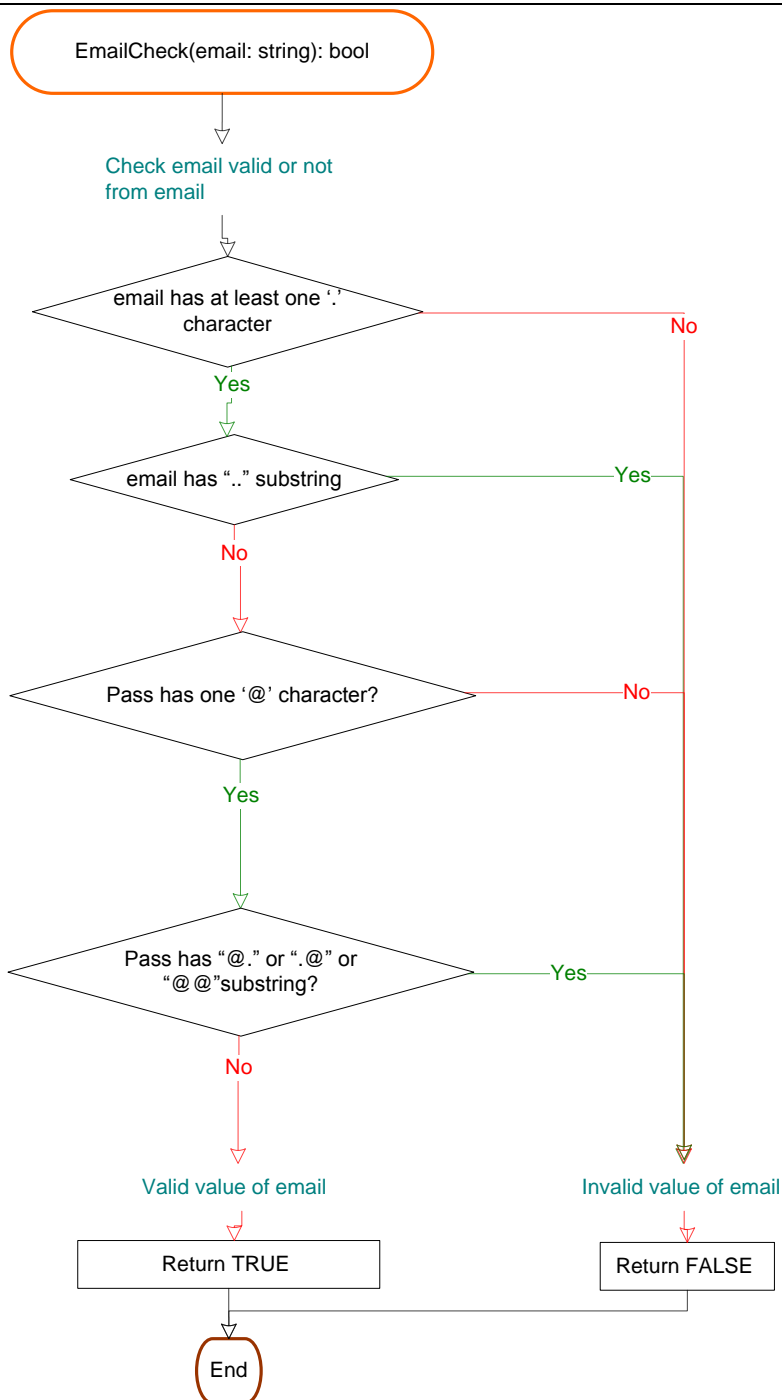 EmailCheck(email: string): bool
Check email valid or not
from email
email has at least one ‘.’
character
No
Yes
email has “..” substring
Yes
No
Pass has one ‘@’ character?
No
Yes
Pass has “@.” or “.@” or
“@@”substring?
Yes
No
Valid value of email
Invalid value of email
Return TRUE
Return FALSE
End